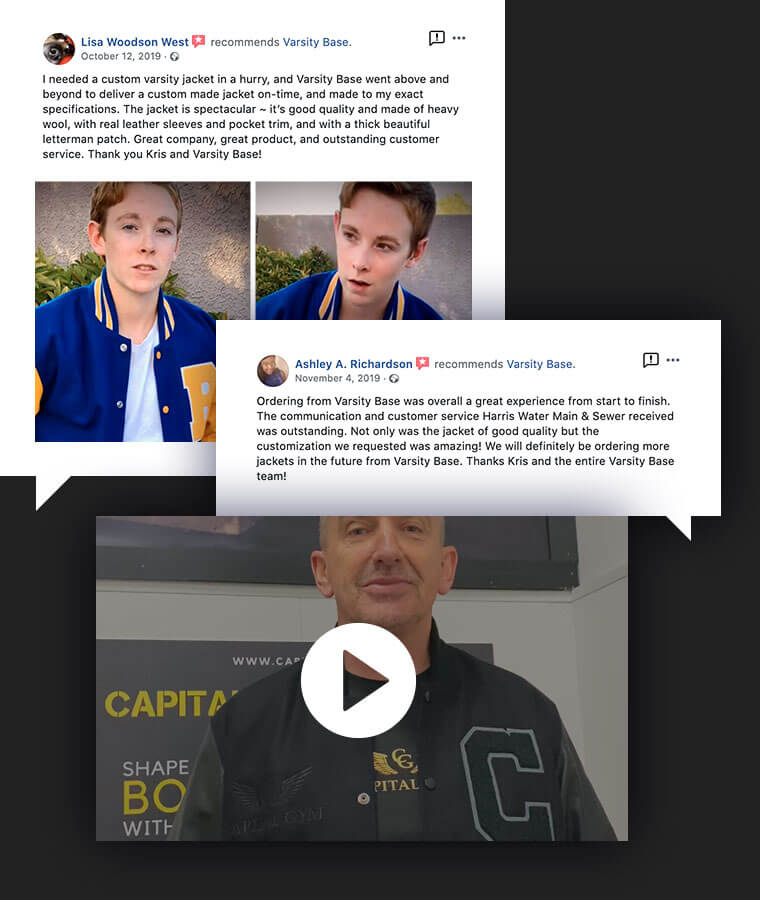 Lisa Woodson West recommends Varsity Base.
October 12, 2019 ·
I needed a custom varsity jacket in a hurry, and Varsity Base went above and
beyond to deliver a custom made jacket on-time, and made to my exact
specifications. The jacket is spectacular ~ it's good quality and made of heavy
wool, with real leather sleeves and pocket trim, and with a thick beautiful
letterman patch. Great company, great product, and outstanding customer
service. Thank you Kris and Varsity Base!
Ashley A. Richardson recommends Varsity Base.
November 4, 2019 ·
Ordering from Varsity Base was overall a great experience from start to finish.
The communication and customer service Harris Water Main & Sewer received
was outstanding. Not only was the jacket of good quality but the
customization we requested was amazing! We will definitely be ordering more
jackets in the future from Varsity Base. Thanks Kris and the entire Varsity Base
team!
WWW.CAP
CAPITA
SHAPE
BO
WITH
CG
PITAL
C